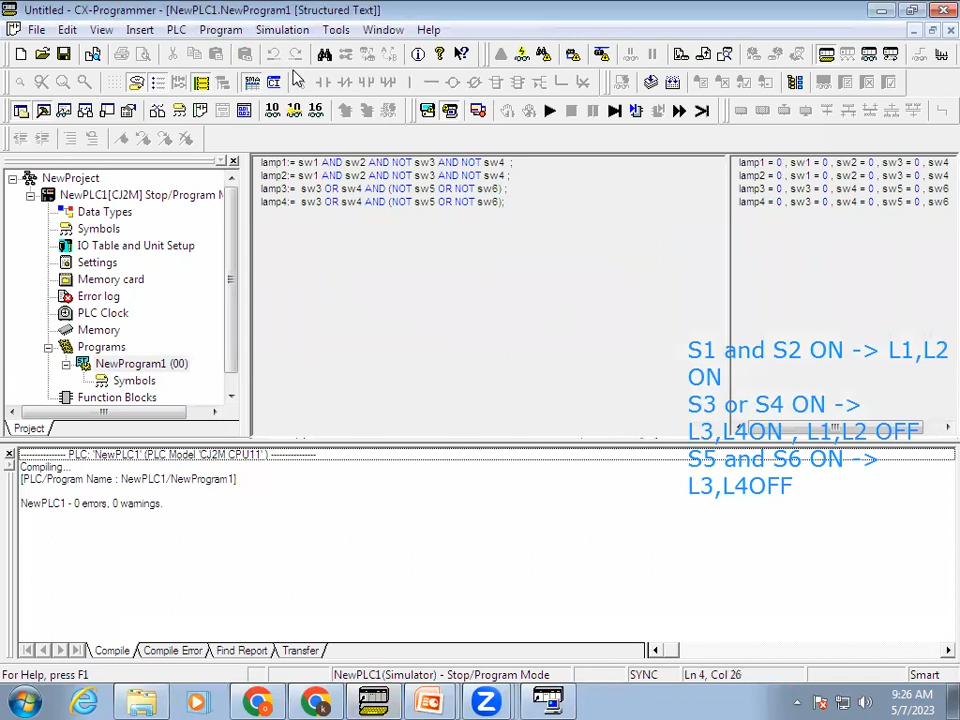 Untitled - CX-Programmer - [NewPLC1.NewProgram1 [Structured Text]]
File Edit View Insert PLC Program Simulation Tools Window Help
10 10 16
NewProject
NewPLC1[CJ2M] Stop/Program M
Data Types
Symbols
IO Table and Unit Setup
Settings
Memory card
Error log
PLC Clock
Memory
Programs
NewProgram1 (00)
Symbols
Function Blocks
Project
lamp1:= sw1 AND sw2 AND NOT sw3 AND NOT sw4 ;
lamp2:= sw1 AND sw2 AND NOT sw3 AND NOT sw4 ;
lamp3:= sw3 OR sw4 AND (NOT sw5 OR NOT sw6) ;
lamp4:= sw3 OR sw4 AND (NOT sw5 OR NOT sw6);
lamp1 = 0 , sw1 = 0 , sw2 = 0 , sw3 = 0 , sw4
lamp2 = 0 , sw1 = 0 , sw2 = 0 , sw3 = 0 , sw4
lamp3 = 0 , sw3 = 0 , sw4 = 0 , sw5 = 0 , sw6
lamp4 = 0 , sw3 = 0 , sw4 = 0 , sw5 = 0 , sw6
S1 and S2 ON -> L1,L2
ON
S3 or S4 ON ->
L3,L4ON , L1,L2 OFF
S5 and S6 ON ->
L3,L4OFF
PLC: 'NewPLC1' (PLC Model 'CJ2M CPU11')
Compiling...
[PLC/Program Name : NewPLC1/NewProgram1]
NewPLC1 - 0 errors, 0 warnings.
Compile Compile Error Find Report Transfer
For Help, press F1
NewPLC1(Simulator) - Stop/Program Mode
SYNC
Ln 4, Col 26
Smart
9:26 AM
5/7/2023